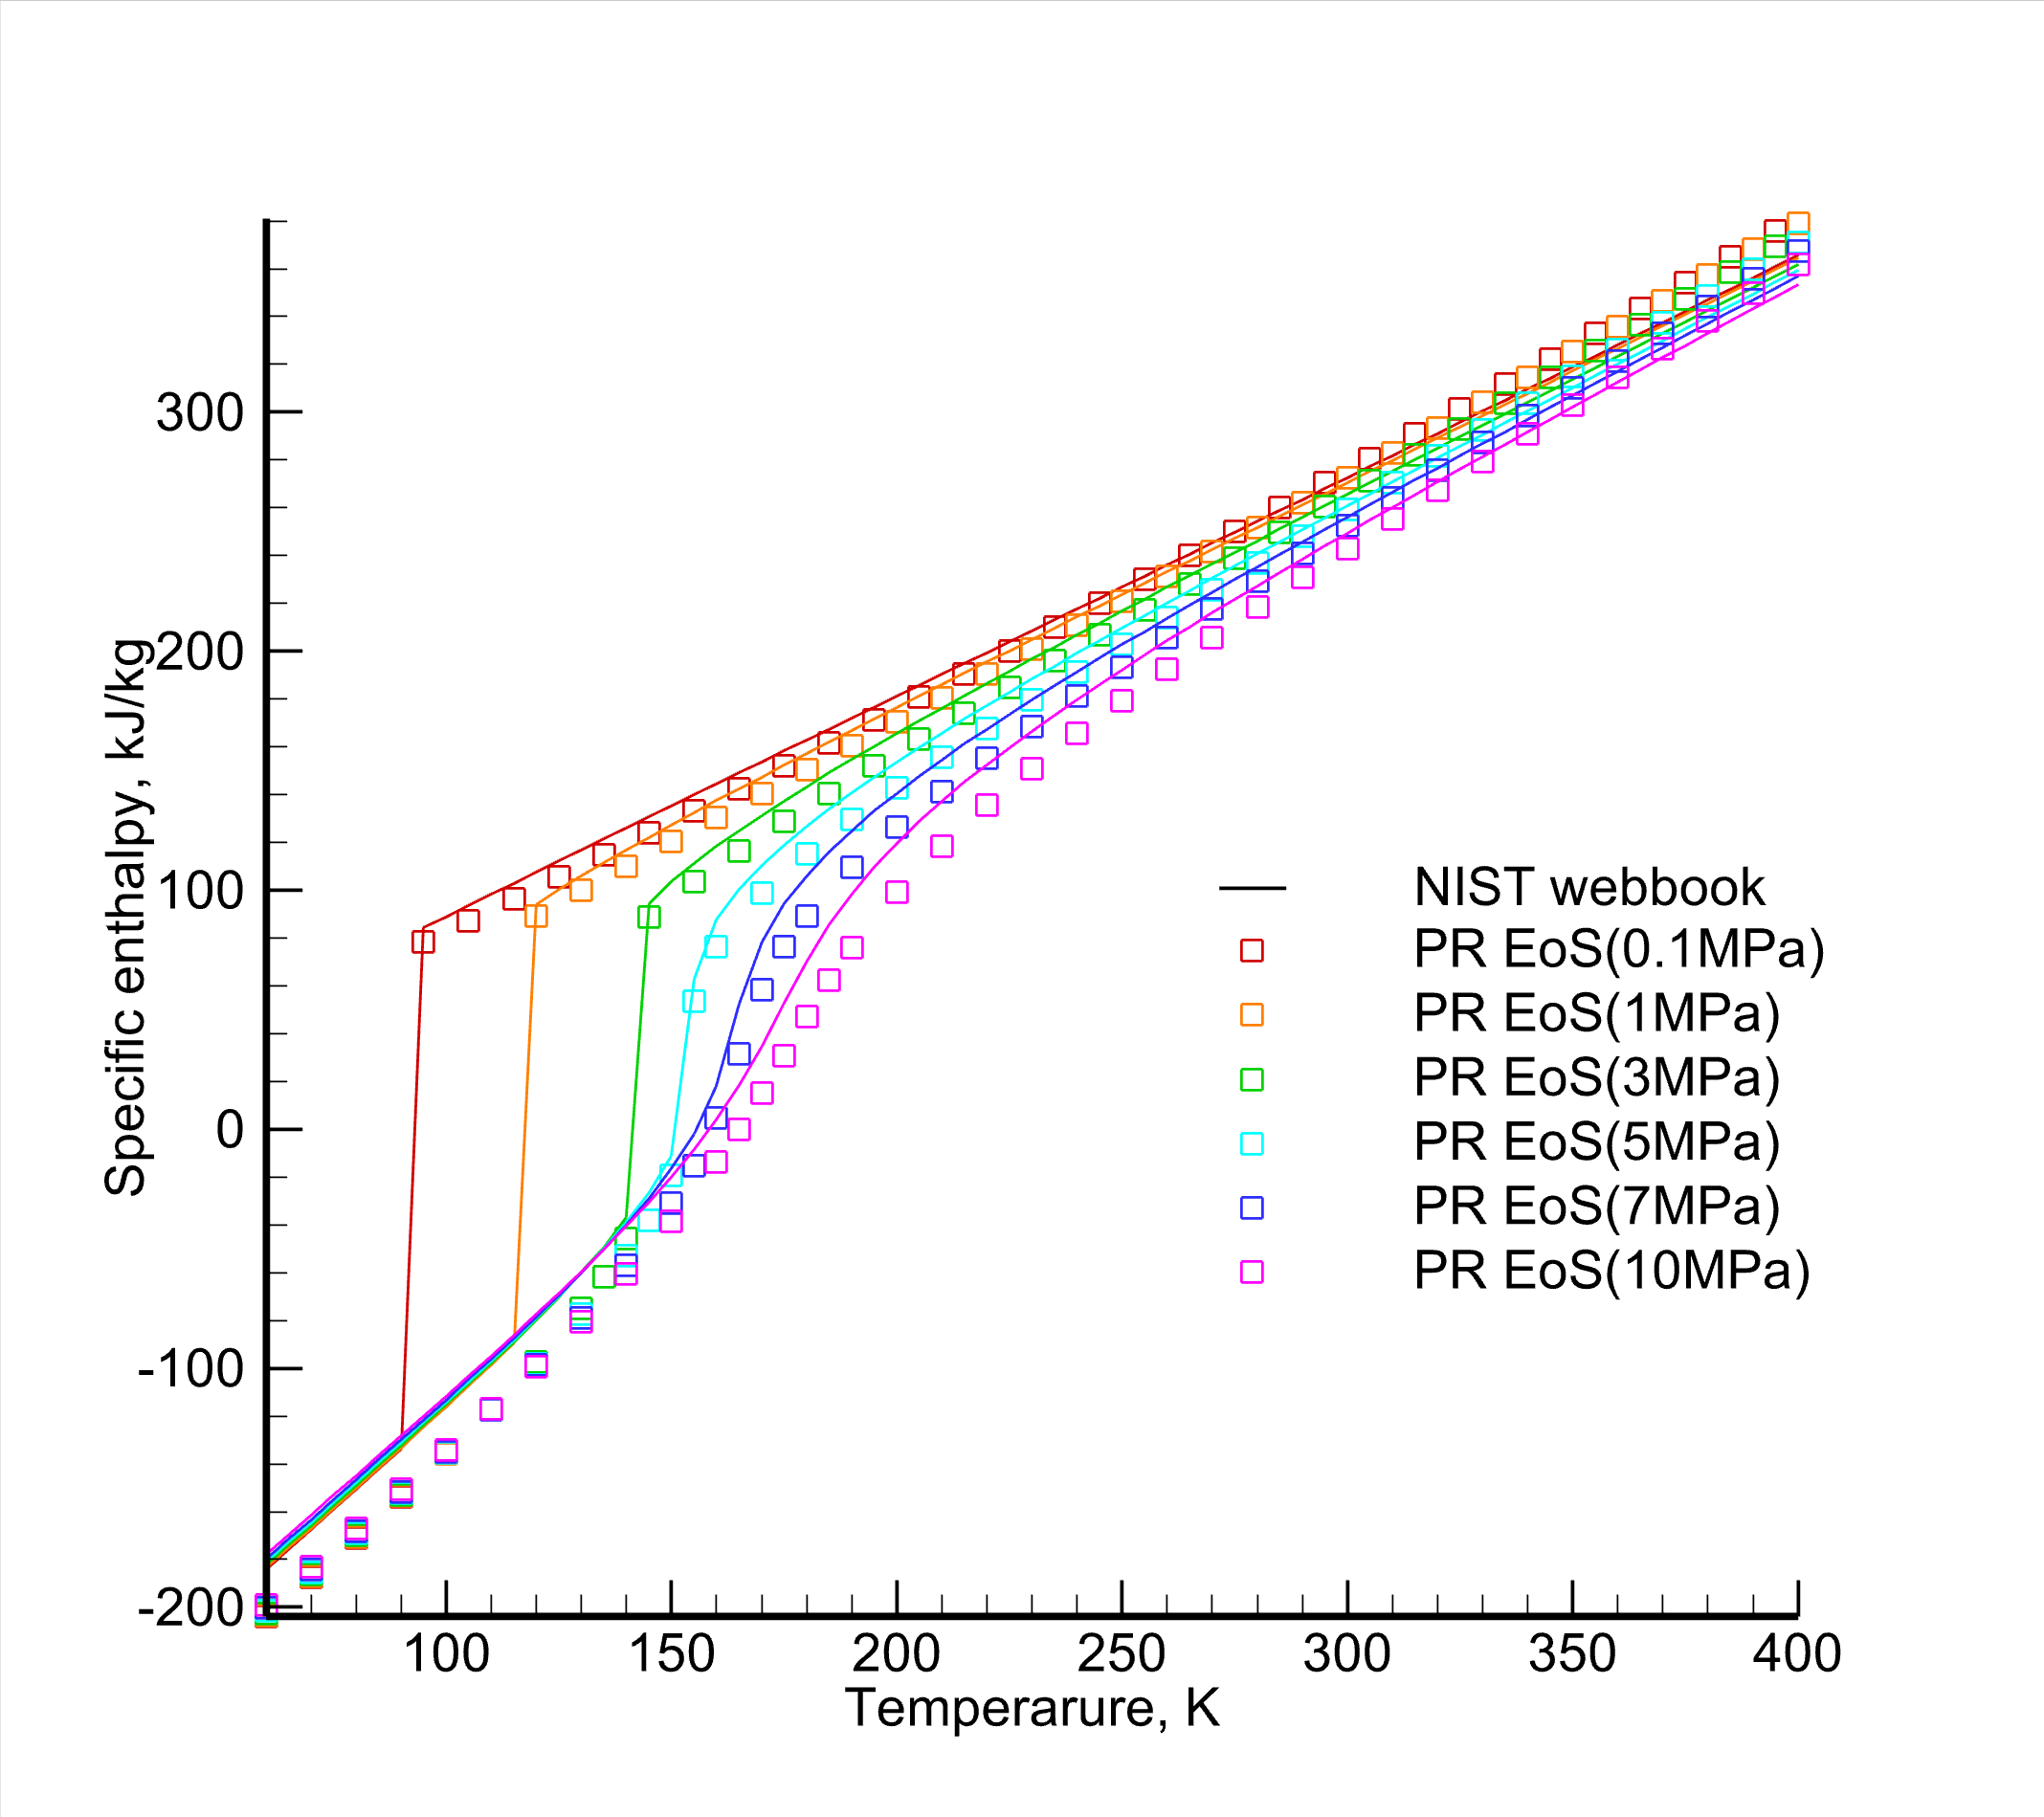 Specific enthalpy, kJ/kg
300
200
100
0
-100
-200
100 150 200 250 300 350 400
Temperarure, K
NIST webbook
PR EoS(0.1MPa)
PR EoS(1MPa)
PR EoS(3MPa)
PR EoS(5MPa)
PR EoS(7MPa)
PR EoS(10MPa)